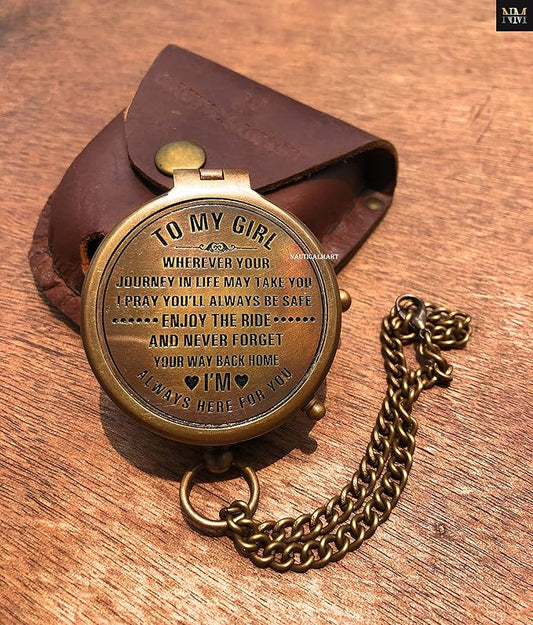 NM
TO MY GIRL
NAUTICALMART
WHEREVER YOUR
JOURNEY IN LIFE MAY TAKE YOU
I PRAY YOU'LL ALWAYS BE SAFE
ENJOY THE RIDE
AND NEVER FORGET
YOUR WAY BACK HOME
I'M
ALWAYS HERE FOR YOU